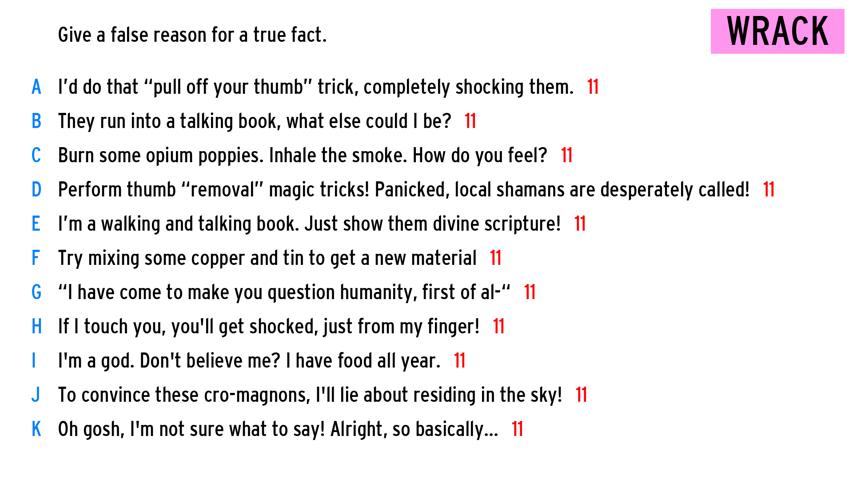 Give a false reason for a true fact.
WRACK
A I'd do that “pull off your thumb” trick, completely shocking them. 11
B They run into a talking book, what else could I be? 11
C Burn some opium poppies. Inhale the smoke. How do you feel? 11
D Perform thumb “removal” magic tricks! Panicked, local shamans are desperately called! 11
E I’m a walking and talking book. Just show them divine scripture! 11
F Try mixing some copper and tin to get a new material 11
G “I have come to make you question humanity, first of al-“ 11
H If I touch you, you'll get shocked, just from my finger! 11
I I'm a god. Don't believe me? I have food all year. 11
J To convince these cro-magnons, I'll lie about residing in the sky! 11
K Oh gosh, I'm not sure what to say! Alright, so basically... 11